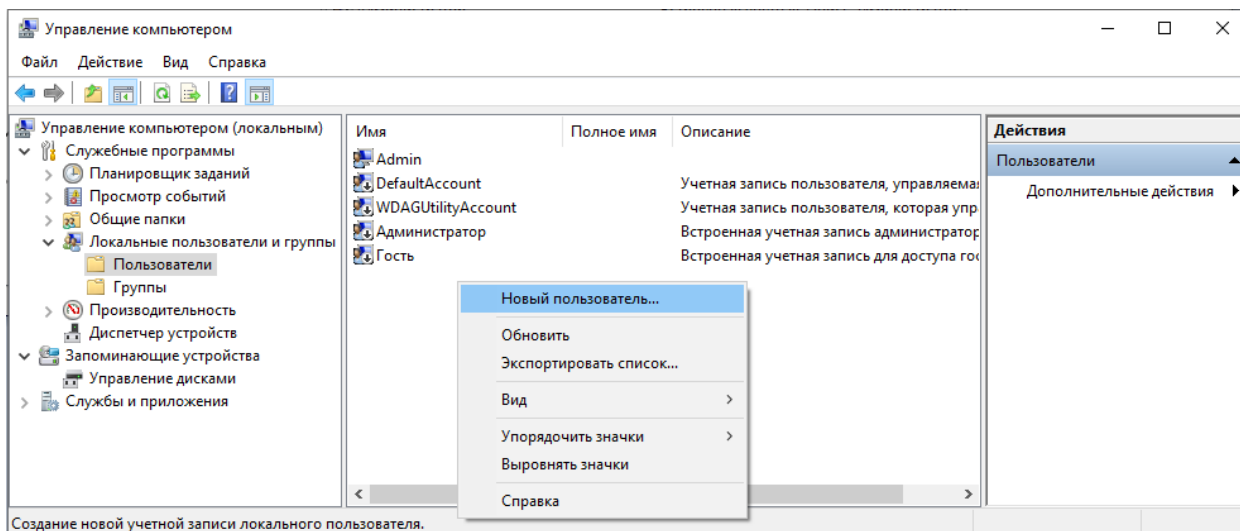 Управление компьютером
Файл Действие Вид Справка
Управление компьютером (локальным)
Служебные программы
Планировщик заданий
Просмотр событий
Общие папки
Локальные пользователи и группы
Пользователи
Группы
Производительность
Диспетчер устройств
Запоминающие устройства
Управление дисками
Службы и приложения
Имя Полное имя Описание
Admin
DefaultAccount Учетная запись пользователя, управляемая
WDAGUtilityAccount Учетная запись пользователя, которая упр
Администратор Встроенная учетная запись администратор
Гость Встроенная учетная запись для доступа гос
Новый пользователь...
Обновить
Экспортировать список...
Вид
Упорядочить значки
Выровнять значки
Справка
Действия
Пользователи
Дополнительные действия
Создание новой учетной записи локального пользователя.